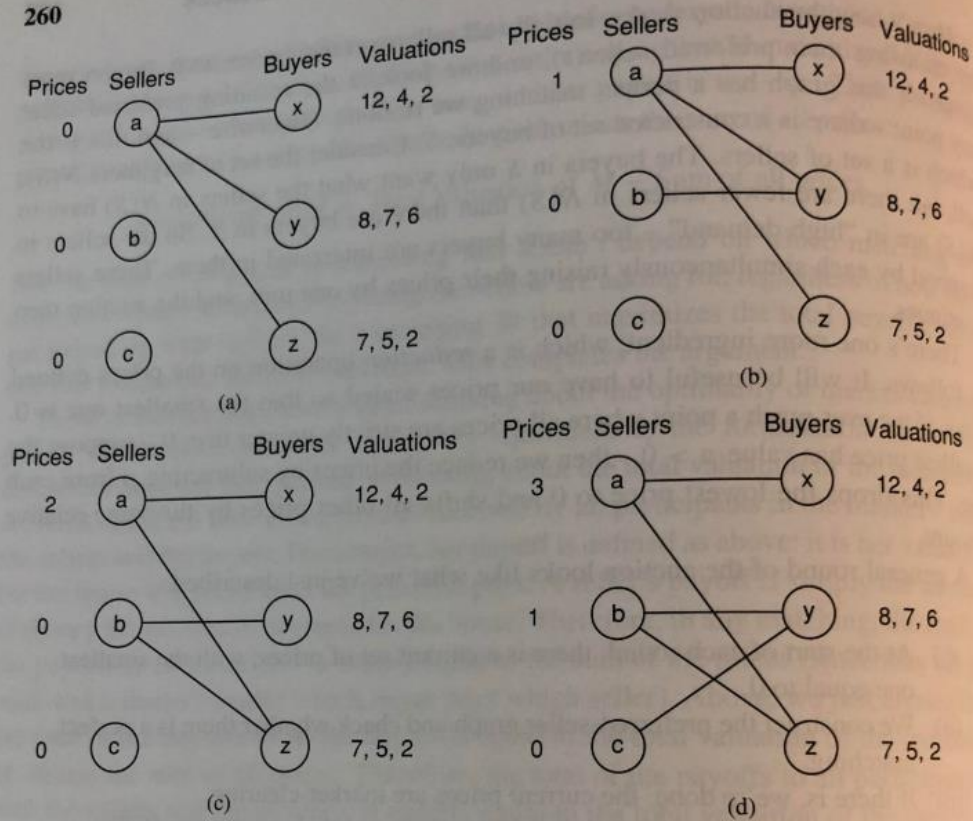 260
Prices Sellers Buyers Valuations
0 a x 12, 4, 2
0 b y 8, 7, 6
0 c z 7, 5, 2
(a)
Prices Sellers Buyers Valuations
1 a x 12, 4, 2
0 b y 8, 7, 6
0 c z 7, 5, 2
(b)
Prices Sellers Buyers Valuations
2 a x 12, 4, 2
0 b y 8, 7, 6
0 c z 7, 5, 2
(c)
Prices Sellers Buyers Valuations
3 a x 12, 4, 2
1 b y 8, 7, 6
0 c z 7, 5, 2
(d)